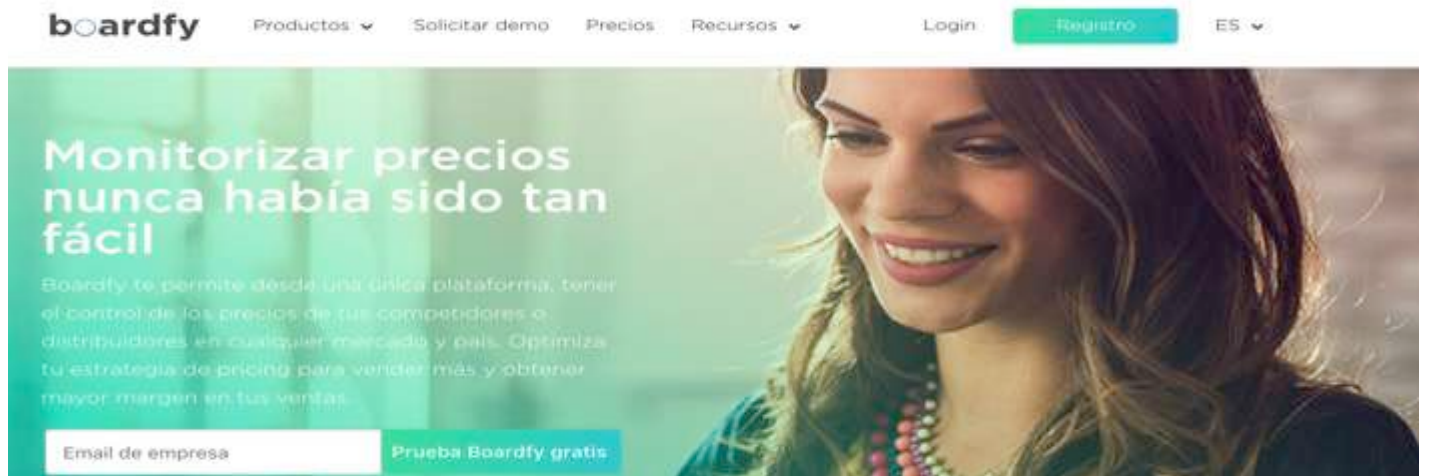 boardfy
Productos
Solicitar demo
Precios
Recursos
Login
Registro
ES
Monitorizar precios
nunca había sido tan
fácil
Boardfy te permite desde una única plataforma, tener
el control de los precios de tus competidores o
distribuidores en cualquier mercado y país. Optimiza
tu estrategia de pricing para vender más y obtener
mayor margen en tus ventas.
Email de empresa
Prueba Boardfy gratis